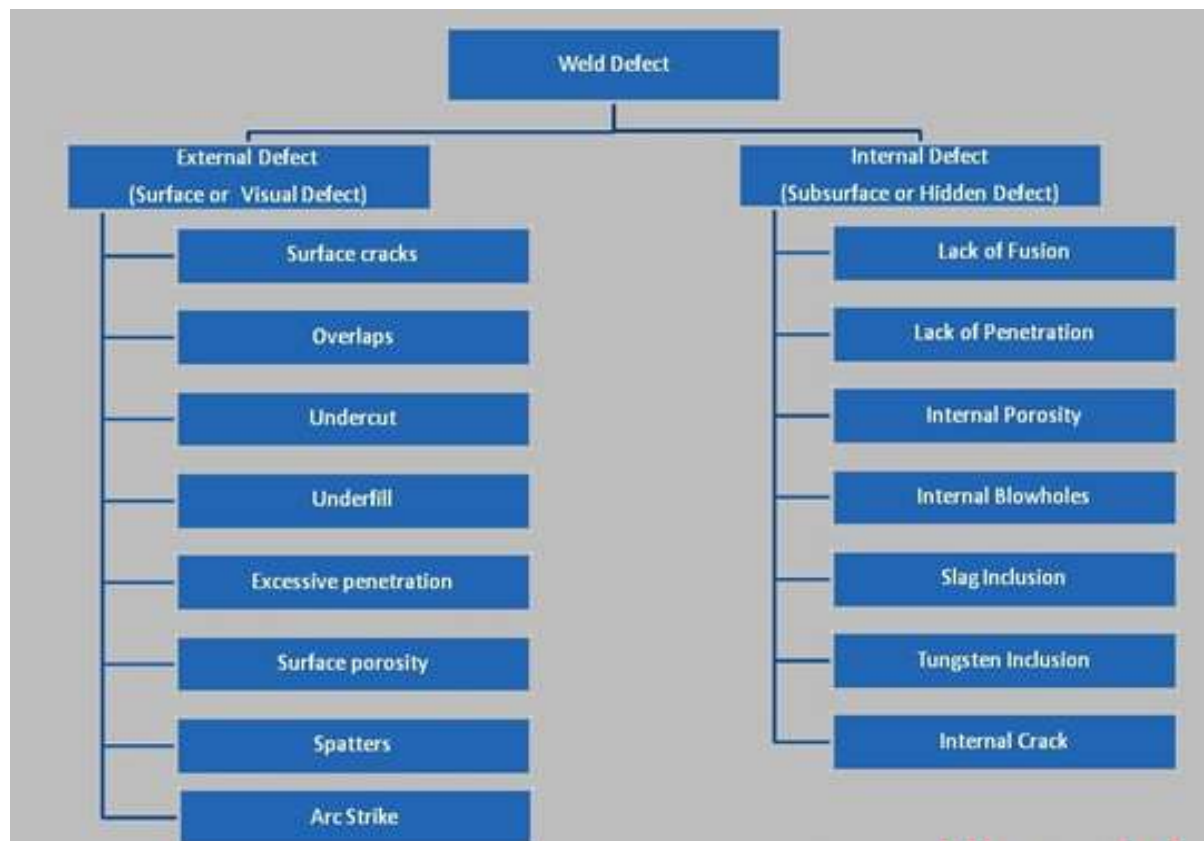 Weld Defect
External Defect
(Surface or Visual Defect)
Surface cracks
Overlaps
Undercut
Underfill
Excessive penetration
Surface porosity
Spatters
Arc Strike
Internal Defect
(Subsurface or Hidden Defect)
Lack of Fusion
Lack of Penetration
Internal Porosity
Internal Blowholes
Slag Inclusion
Tungsten Inclusion
Internal Crack